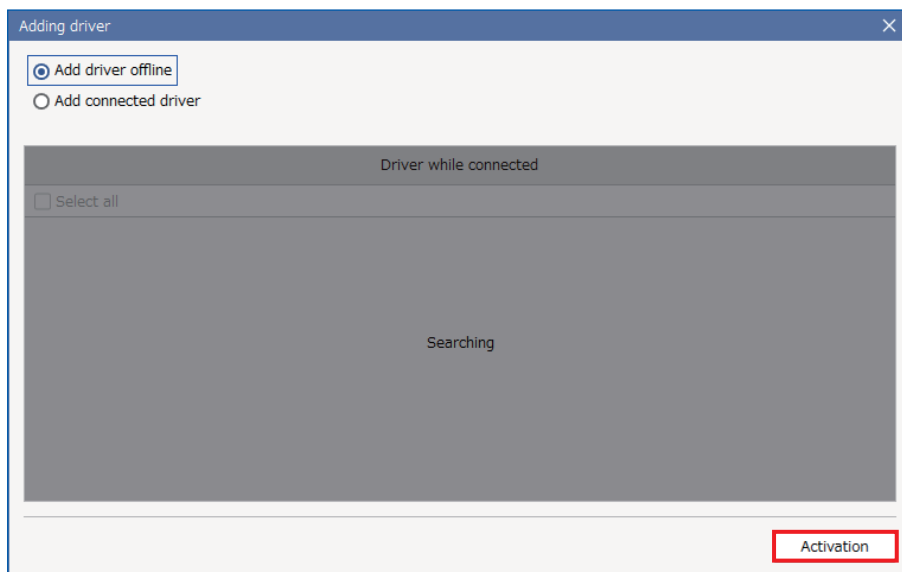 Adding driver
Add driver offline
Add connected driver
Driver while connected
Select all
Searching
Activation